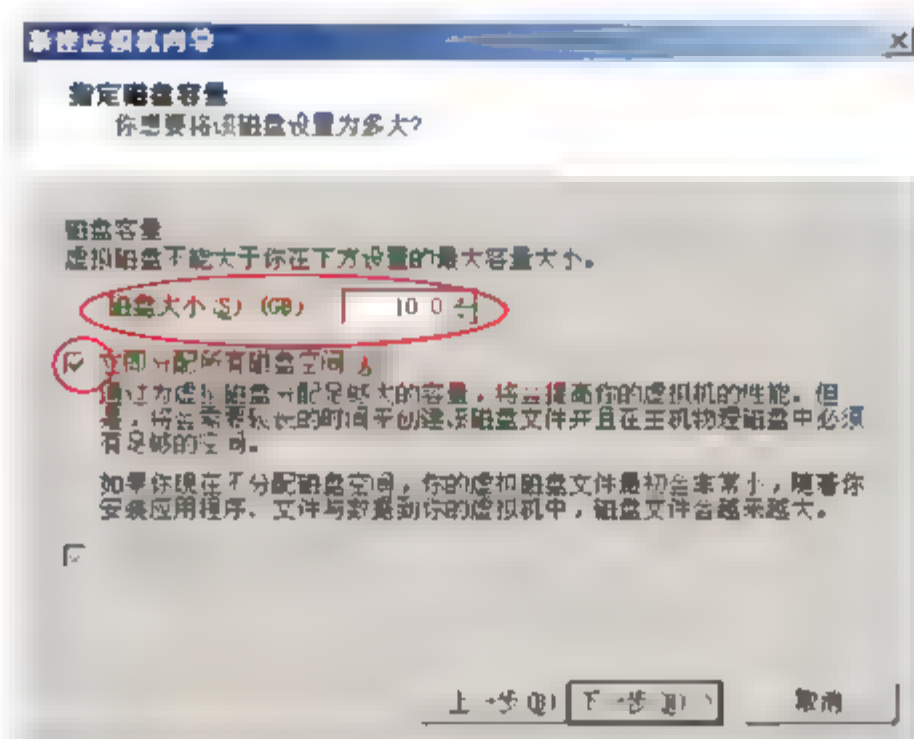 新建虚拟机向导
指定磁盘容量
你想要将该磁盘设置为多大?
磁盘容量
虚拟磁盘不能大于你在下方设置的最大容量大小。
磁盘大小(S) (GB) 10.0
立即分配所有磁盘空间
通过为虚拟磁盘分配足够大的容量，将会提高你的虚拟机的性能。但
是，将会需要较长的时间来创建该磁盘文件并且在主机物理磁盘中必须
有足够的空间。
如果你现在不分配磁盘空间，你的虚拟磁盘文件最初会非常小，随着你
安装应用程序、文件与数据到你的虚拟机中，磁盘文件会越来越大。
上一步(B) 下一步(N) > 取消